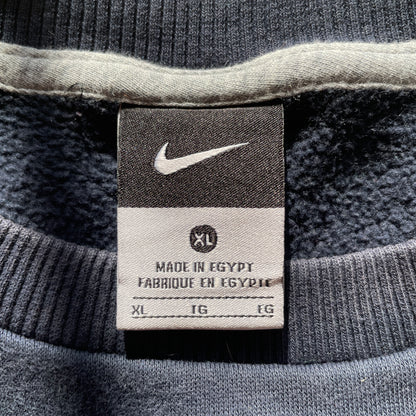 XL
MADE IN EGYPT
FABRIQUE EN EGYPTE
XL TG EG